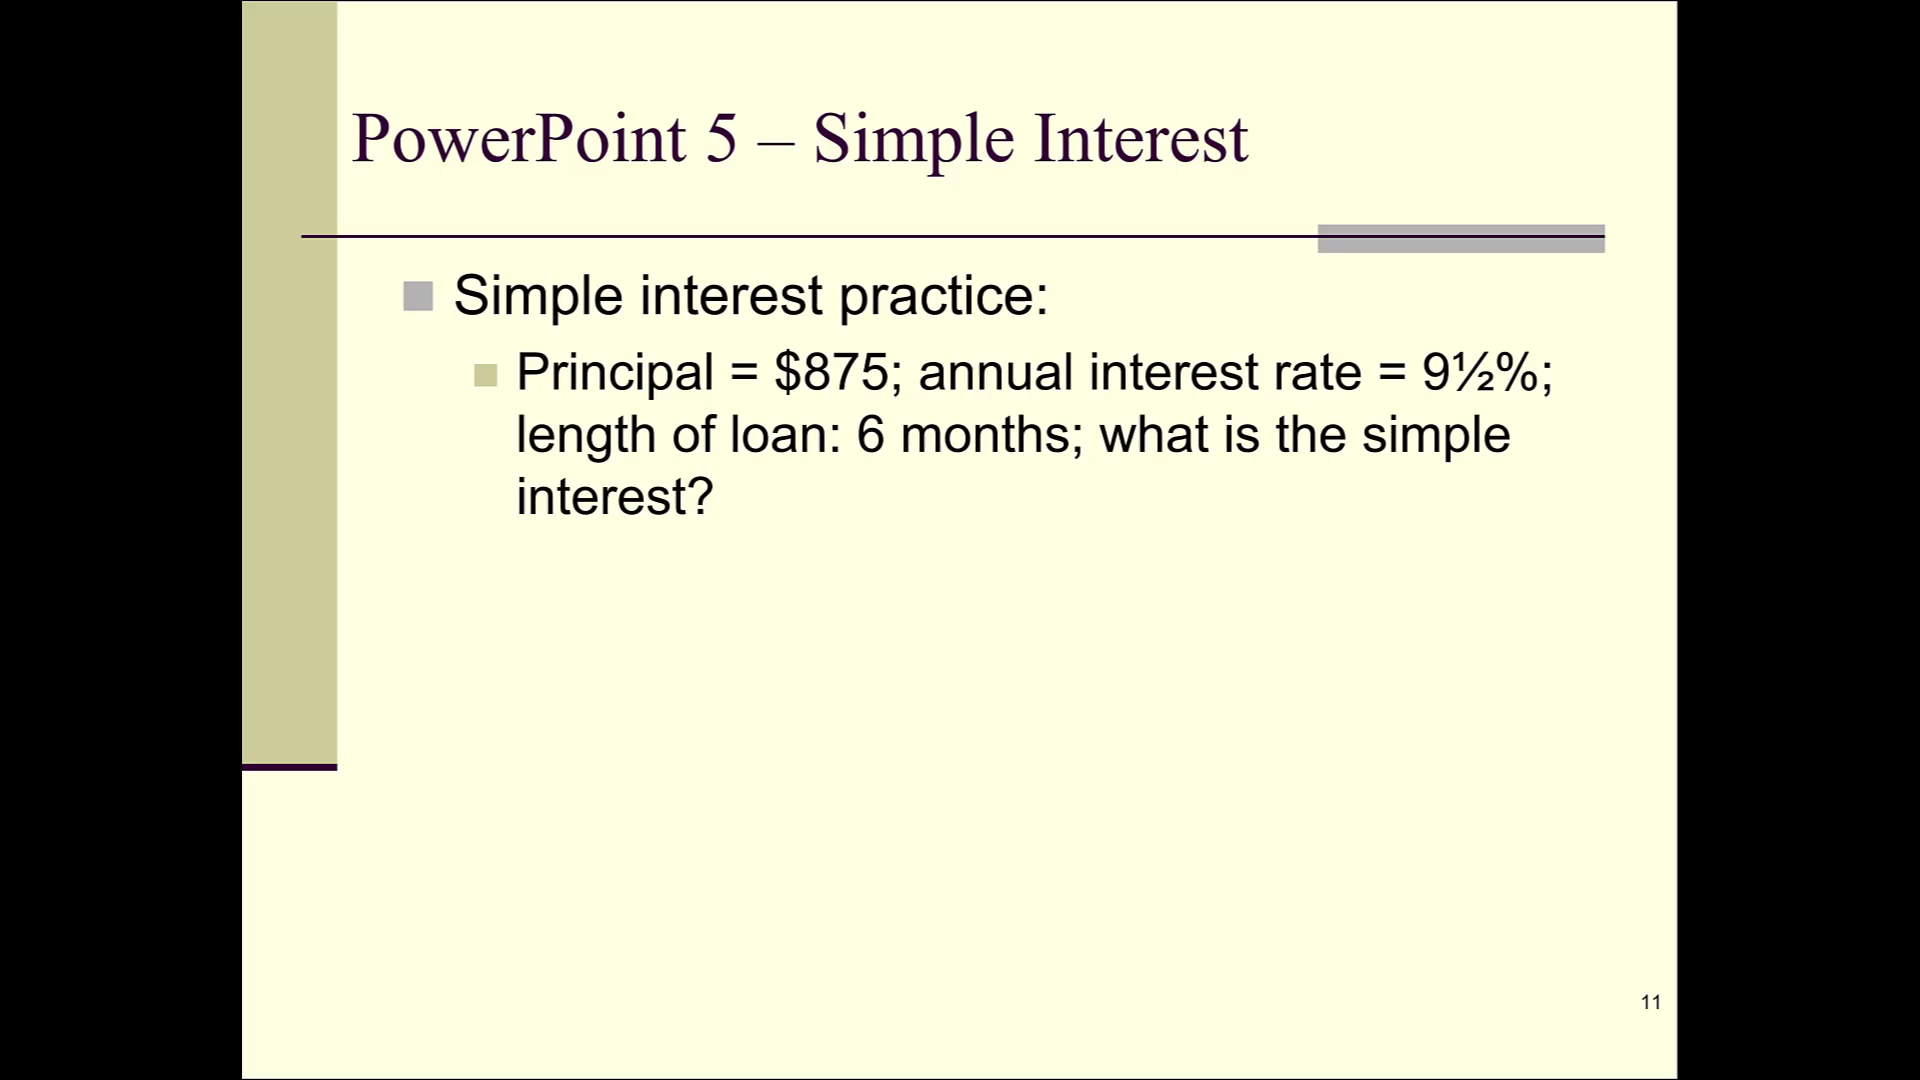 PowerPoint 5 – Simple Interest
Simple interest practice:
Principal = $875; annual interest rate = 9½%;
length of loan: 6 months; what is the simple
interest?
11